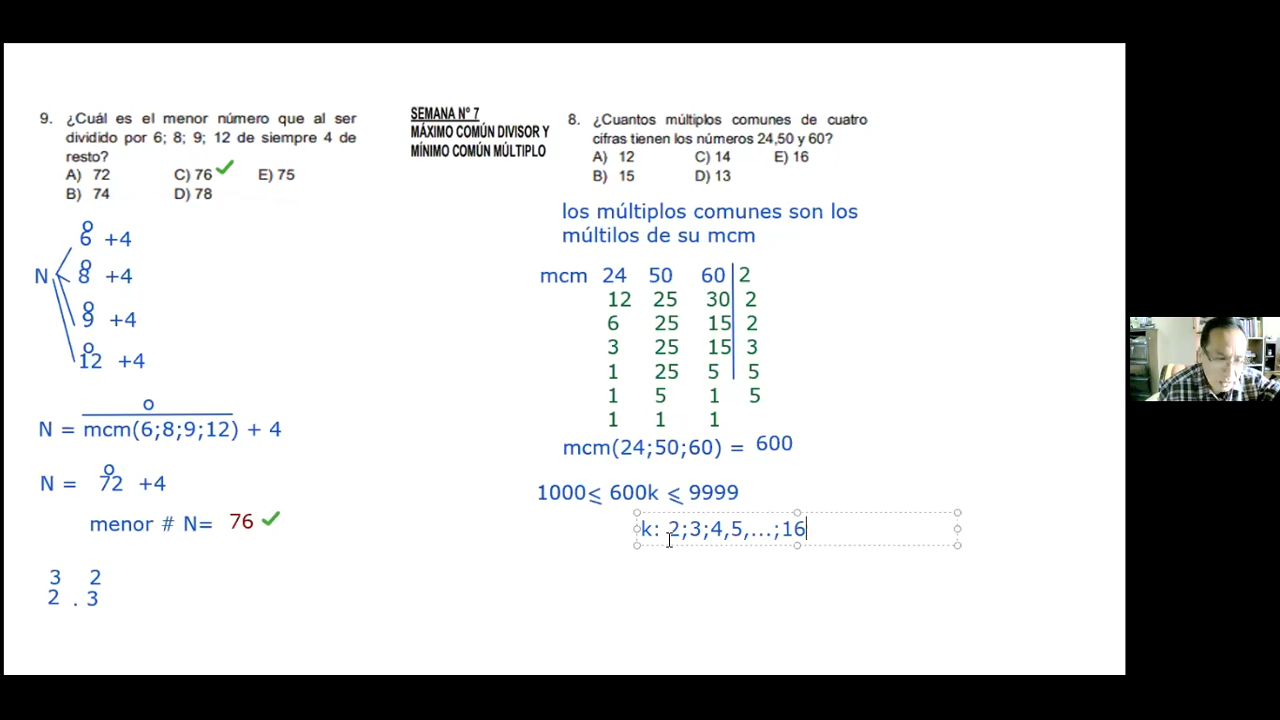 9. ¿Cuál es el menor número que al ser
dividido por 6; 8; 9; 12 de siempre 4 de
resto?
A) 72 C) 76 E) 75
B) 74 D) 78
o
6 +4
o
N 8 +4
o
9 +4
o
12 +4
o
N = mcm(6;8;9;12) + 4
o
N = 72 +4
menor # N= 76
3 2
2 . 3
SEMANA N° 7
MÁXIMO COMÚN DIVISOR Y
MÍNIMO COMÚN MÚLTIPLO
8. ¿Cuantos múltiplos comunes de cuatro
cifras tienen los números 24,50 y 60?
A) 12 C) 14 E) 16
B) 15 D) 13
los múltiplos comunes son los
múltilos de su mcm
mcm 24 50 60 2
12 25 30 2
6 25 15 2
3 25 15 3
1 25 5 5
1 5 1 5
1 1 1
mcm(24;50;60) = 600
1000⩽ 600k ⩽ 9999
k: 2;3;4,5,...;16